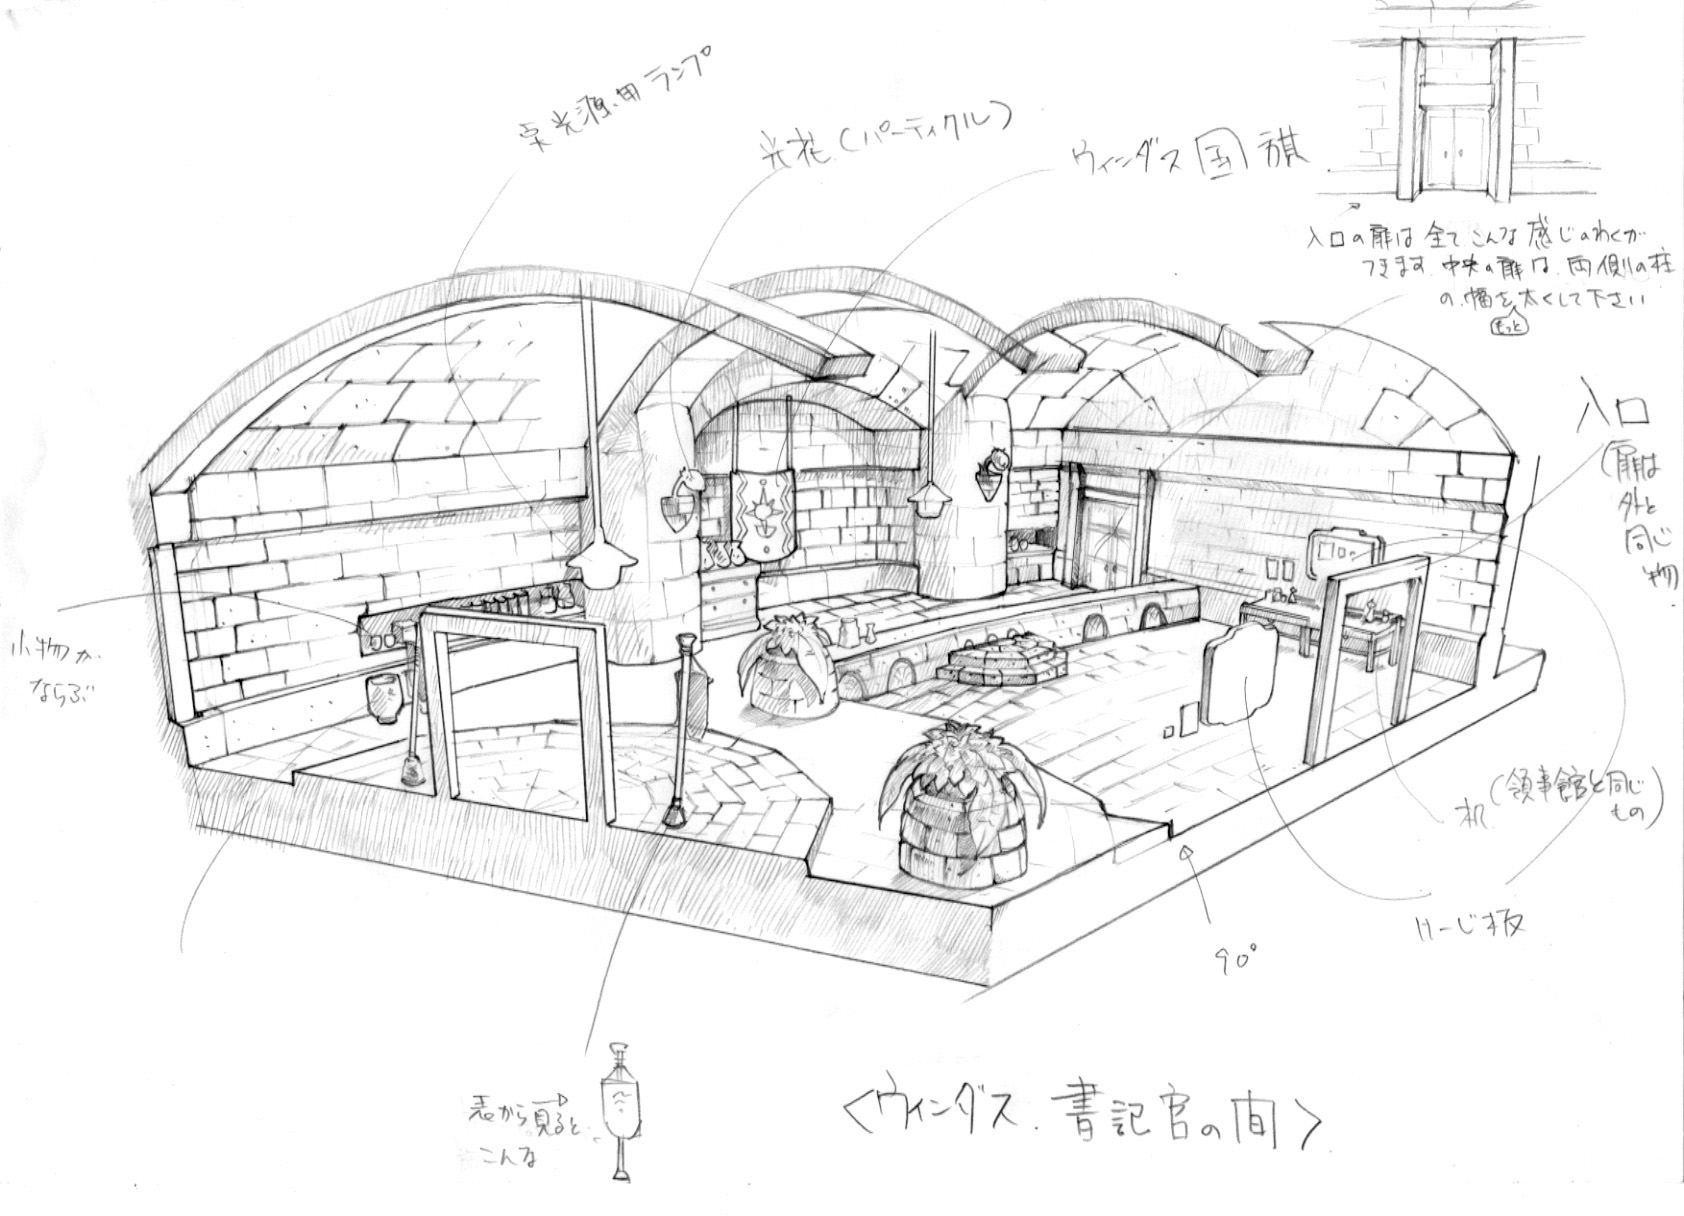 光源用ランプ
光花(パーティクル)
ウィンダス国旗
入口の扉は全てこんな感じのわくが
つきます。中央の扉は、両側の柱
の幅を太くして下さい
もっと
入口
(扉は
外と
同じ
物
小物が
ならぶ
机(領事館と同じ
もの)
けーじ板
90°
表から見ると
こんな
<ウィンダス.書記官の間>